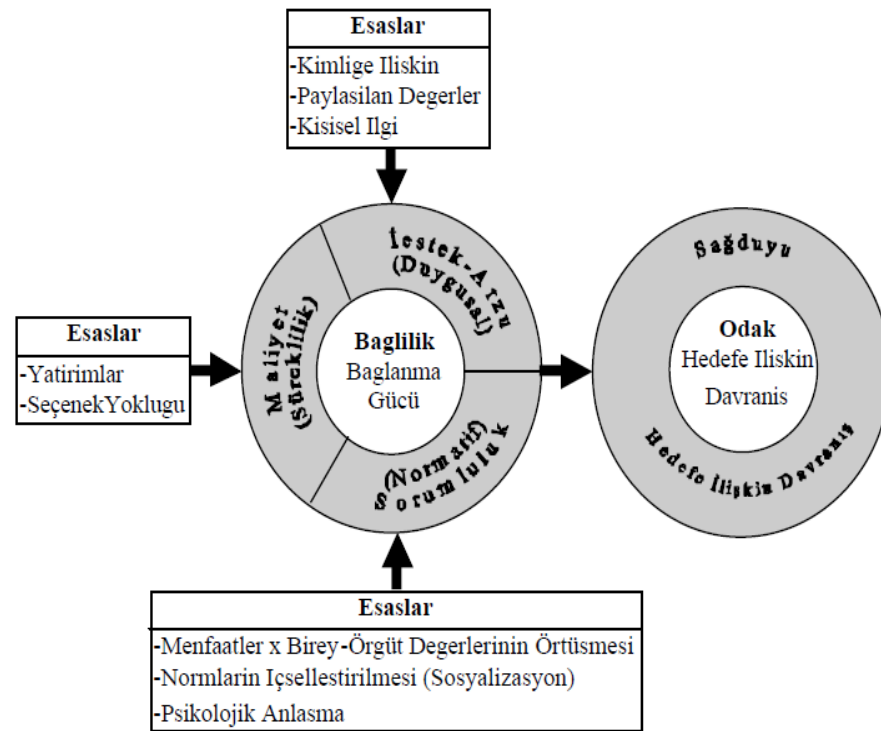 Esaslar
-Kimlige Iliskin
-Paylasilan Degerler
-Kisisel Ilgi
Esaslar
-Yatirimlar
-SeçenekYoklugu
Maliyet
(Süreklilik)
İestek-Arzu
(Duygusal)
Baglilik
Baglanma
Gücü
(Normatif)
Sorumluluk
Sağduyu
Odak
Hedefe Iliskin
Davranis
Hedefe İlişkin Davranış
Esaslar
-Menfaatler x Birey-Örgüt Degerlerinin Örtüsmesi
-Normlarin Içsellestirilmesi (Sosyalizasyon)
-Psikolojik Anlasma